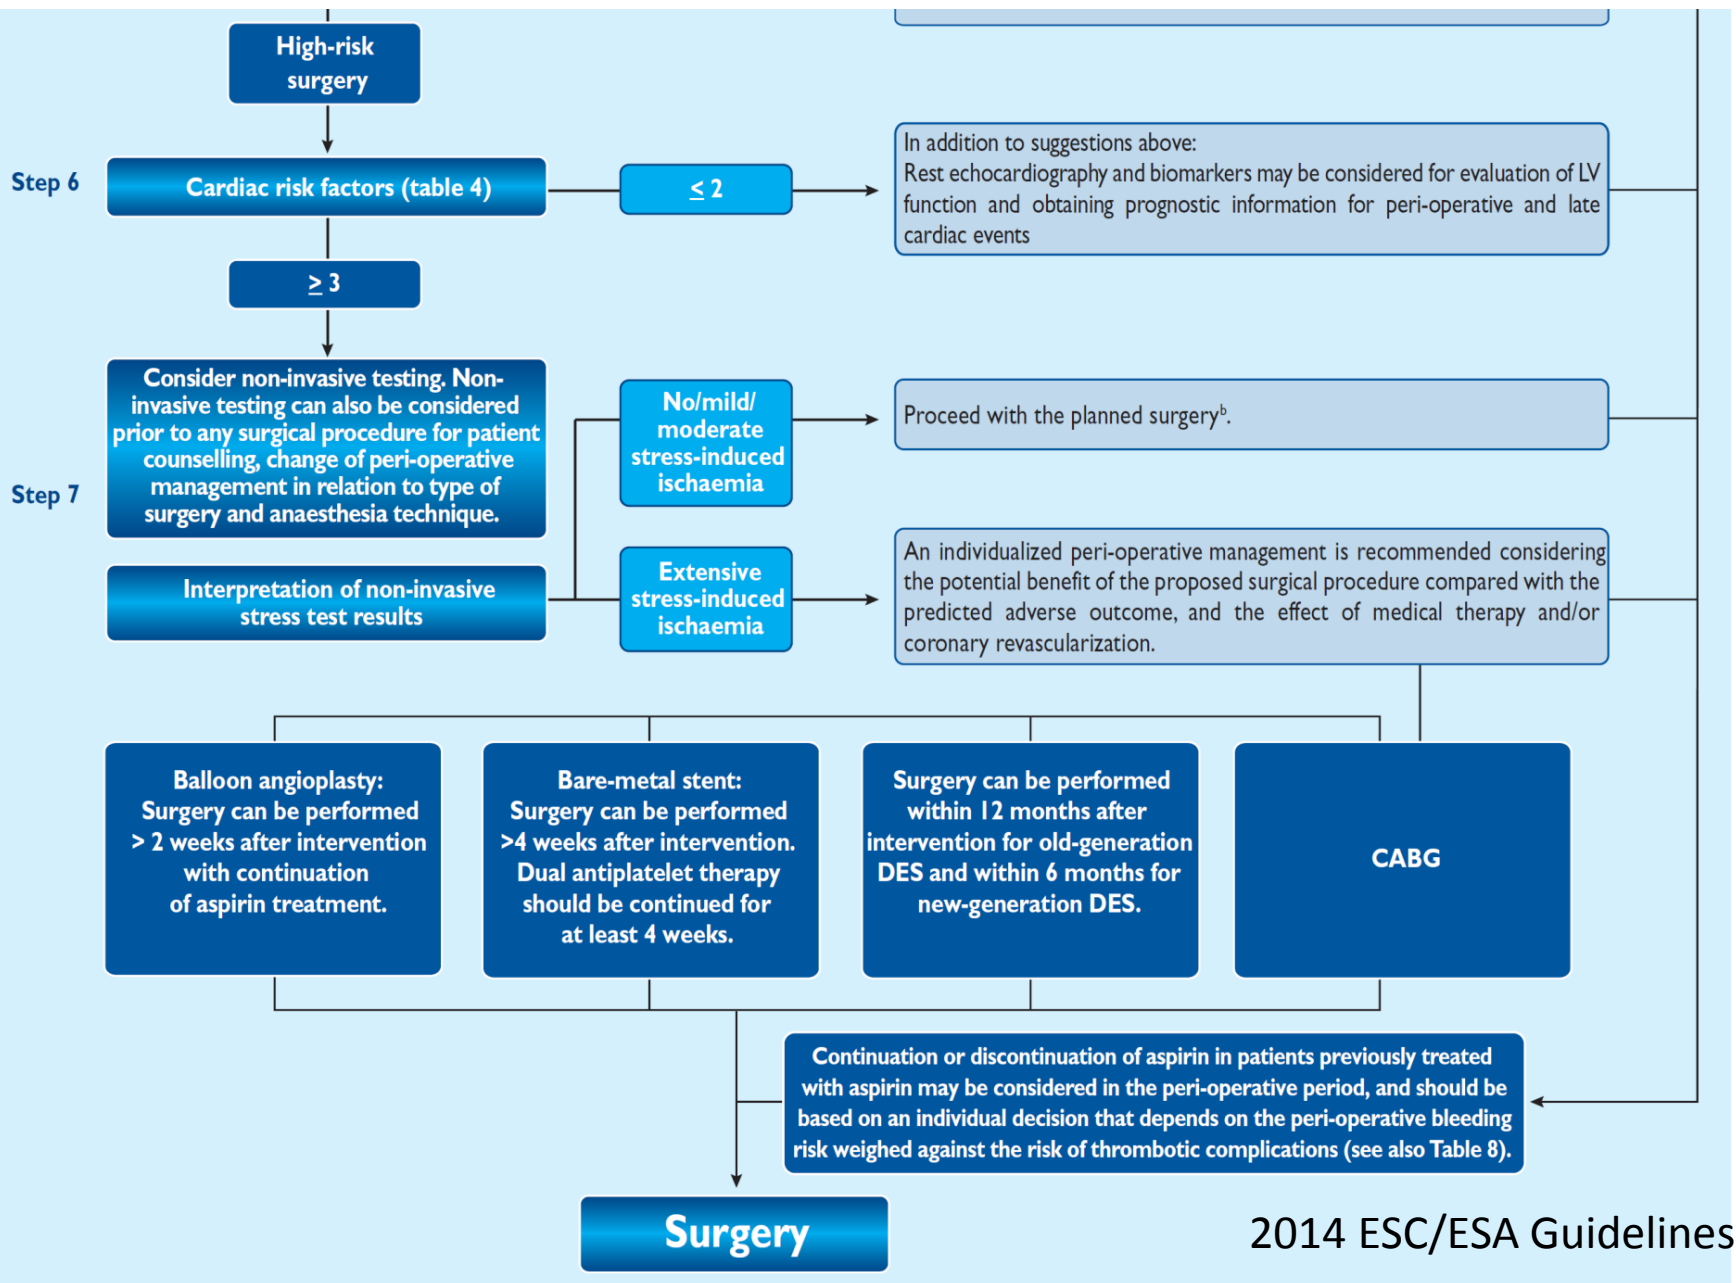 High-risk
surgery
Step 6
Cardiac risk factors (table 4)
≤ 2
In addition to suggestions above:
Rest echocardiography and biomarkers may be considered for evaluation of LV
function and obtaining prognostic information for peri-operative and late
cardiac events
≥ 3
Step 7
Consider non-invasive testing. Non-
invasive testing can also be considered
prior to any surgical procedure for patient
counselling, change of peri-operative
management in relation to type of
surgery and anaesthesia technique.
No/mild/
moderate
stress-induced
ischaemia
Proceed with the planned surgeryᵇ.
Interpretation of non-invasive
stress test results
Extensive
stress-induced
ischaemia
An individualized peri-operative management is recommended considering
the potential benefit of the proposed surgical procedure compared with the
predicted adverse outcome, and the effect of medical therapy and/or
coronary revascularization.
Balloon angioplasty:
Surgery can be performed
> 2 weeks after intervention
with continuation
of aspirin treatment.
Bare-metal stent:
Surgery can be performed
>4 weeks after intervention.
Dual antiplatelet therapy
should be continued for
at least 4 weeks.
Surgery can be performed
within 12 months after
intervention for old-generation
DES and within 6 months for
new-generation DES.
CABG
Continuation or discontinuation of aspirin in patients previously treated
with aspirin may be considered in the peri-operative period, and should be
based on an individual decision that depends on the peri-operative bleeding
risk weighed against the risk of thrombotic complications (see also Table 8).
Surgery
2014 ESC/ESA Guidelines